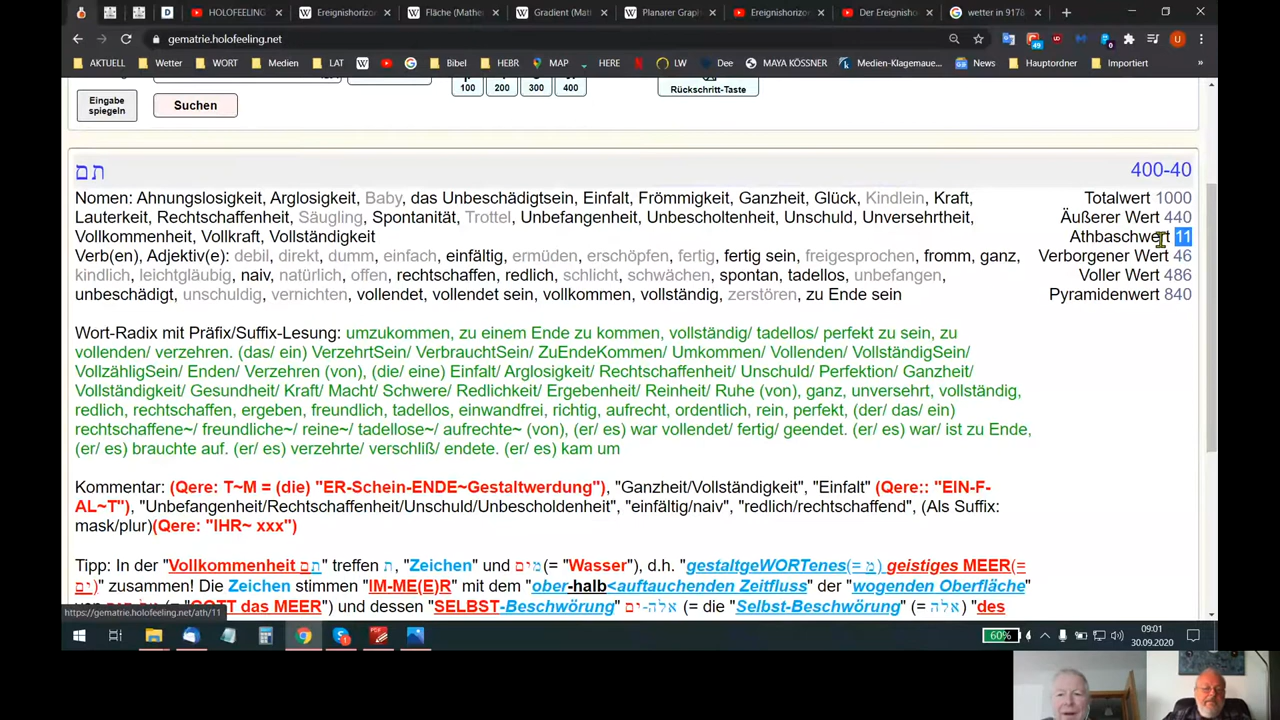 HOLOFEELING
Ereignishorizon
Fläche (Mathe
Gradient (Mat
Planarer Grap
Ereignishorizo
Der Ereignish
wetter in 9178
gematrie.holofeeling.net
49
0
U
AKTUELL
Wetter
WORT
Medien
LAT
Bibel
HEBR
MAP
HERE
LW
Dee
MAYA KÖSSNER
Medien-Klagemaue...
News
Hauptordner
Importiert
»
100
200
300
400
Rückschritt-Taste
Eingabe
spiegeln
Suchen
תם
400-40
Nomen: Ahnungslosigkeit, Arglosigkeit, Baby, das Unbeschädigtsein, Einfalt, Frömmigkeit, Ganzheit, Glück, Kindlein, Kraft,
Lauterkeit, Rechtschaffenheit, Säugling, Spontanität, Trottel, Unbefangenheit, Unbescholtenheit, Unschuld, Unversehrtheit,
Vollkommenheit, Vollkraft, Vollständigkeit
Verb(en), Adjektiv(e): debil, direkt, dumm, einfach, einfältig, ermüden, erschöpfen, fertig, fertig sein, freigesprochen, fromm, ganz,
kindlich, leichtgläubig, naiv, natürlich, offen, rechtschaffen, redlich, schlicht, schwächen, spontan, tadellos, unbefangen,
unbeschädigt, unschuldig, vernichten, vollendet, vollendet sein, vollkommen, vollständig, zerstören, zu Ende sein
Totalwert 1000
Äußerer Wert 440
Athbaschwert 11
Verborgener Wert 46
Voller Wert 486
Pyramidenwert 840
Wort-Radix mit Präfix/Suffix-Lesung: umzukommen, zu einem Ende zu kommen, vollständig/ tadellos/ perfekt zu sein, zu
vollenden/ verzehren. (das/ ein) VerzehrtSein/ VerbrauchtSein/ ZuEndeKommen/ Umkommen/ Vollenden/ VollständigSein/
VollzähligSein/ Enden/ Verzehren (von), (die/ eine) Einfalt/ Arglosigkeit/ Rechtschaffenheit/ Unschuld/ Perfektion/ Ganzheit/
Vollständigkeit/ Gesundheit/ Kraft/ Macht/ Schwere/ Redlichkeit/ Ergebenheit/ Reinheit/ Ruhe (von), ganz, unversehrt, vollständig,
redlich, rechtschaffen, ergeben, freundlich, tadellos, einwandfrei, richtig, aufrecht, ordentlich, rein, perfekt, (der/ das/ ein)
rechtschaffene~/ freundliche~/ reine~/ tadellose~/ aufrechte~ (von), (er/ es) war vollendet/ fertig/ geendet. (er/ es) war/ ist zu Ende,
(er/ es) brauchte auf. (er/ es) verzehrte/ verschliß/ endete. (er/ es) kam um
Kommentar: (Qere: T~M = (die) "ER-Schein-ENDE~Gestaltwerdung"), "Ganzheit/Vollständigkeit", "Einfalt" (Qere:: "EIN-F-
AL~T"), "Unbefangenheit/Rechtschaffenheit/Unschuld/Unbescholdenheit", "einfältig/naiv", "redlich/rechtschaffend", (Als Suffix:
mask/plur)(Qere: "IHR~ xxx")
Tipp: In der "Vollkommenheit תם" treffen ת, "Zeichen" und מים(= "Wasser"), d.h. "gestaltgeWORTenes(= מ) geistiges MEER(=
ים)" zusammen! Die Zeichen stimmen "IM-ME(E)R" mit dem "ober-halb<auftauchenden Zeitfluss" der "wogenden Oberfläche"
"GOTT das MEER") und dessen "SELBST-Beschwörung" אלה-ים (= die "Selbst-Beschwörung" (= אלה) "des
https://gematrie.holofeeling.net/ath/11
60%
09:01
30.09.2020